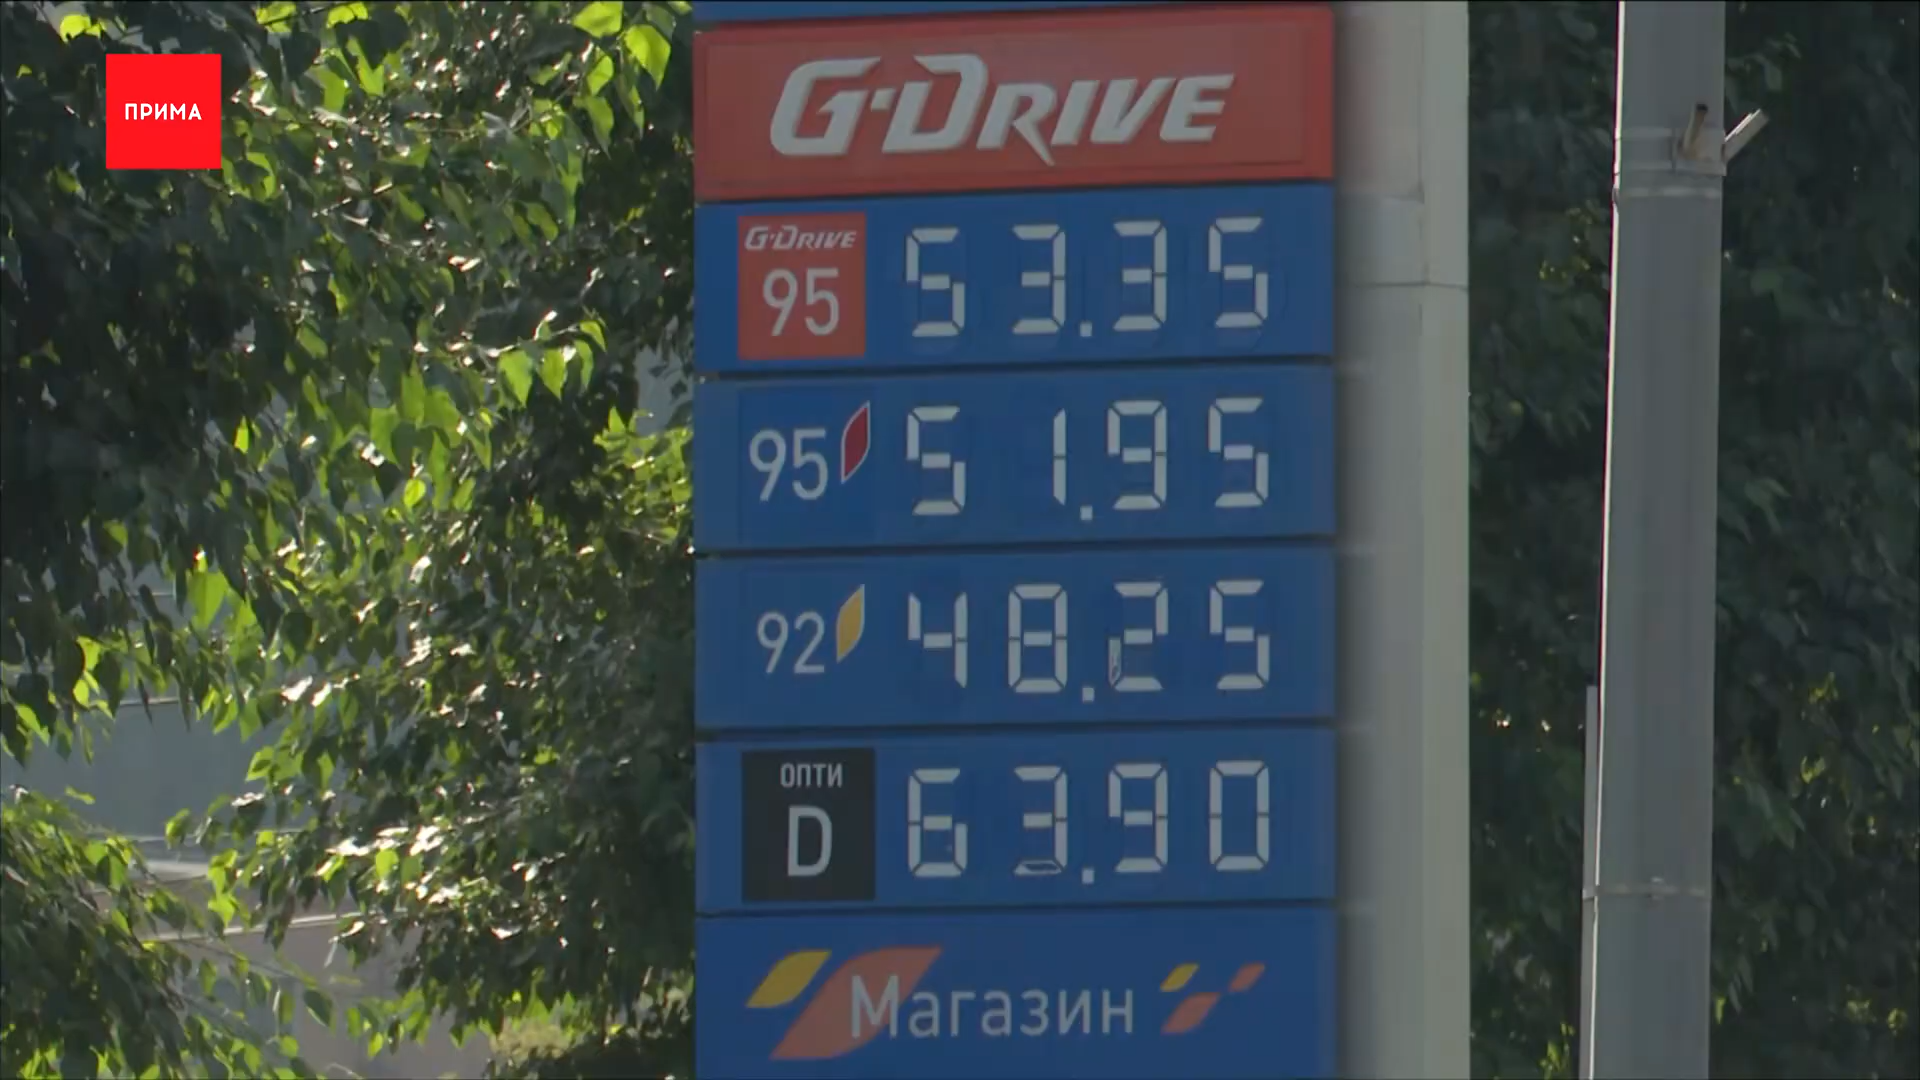 ПРИМА
G-DRIVE
G-DRIVE
95 53.35
95 51.95
92 48.25
ОПТИ
D 63.90
Магазин